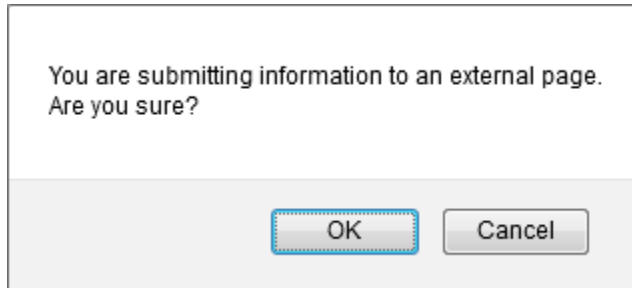 You are submitting information to an external page.
Are you sure?
OK Cancel